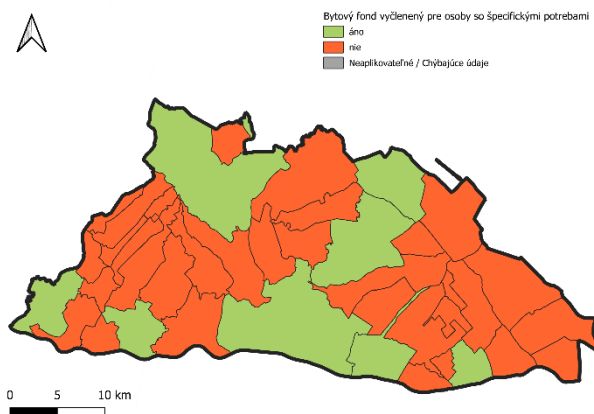 Bytový fond vyčlenený pre osoby so špecifickými potrebami
áno
nie
Neaplikovateľné / Chýbajúce údaje
0 5 10 km